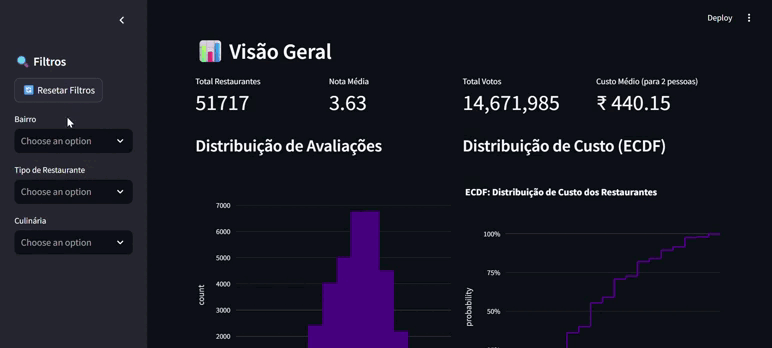 Deploy
Filtros
Resetar Filtros
Bairro
Choose an option
Tipo de Restaurante
Choose an option
Culinária
Choose an option
Visão Geral
Total Restaurantes
51717
Nota Média
3.63
Total Votos
14,671,985
Custo Médio (para 2 pessoas)
₹ 440.15
Distribuição de Avaliações
7000
6000
5000
4000
3000
2000
count
Distribuição de Custo (ECDF)
ECDF: Distribuição de Custo dos Restaurantes
100%
75%
50%
probability